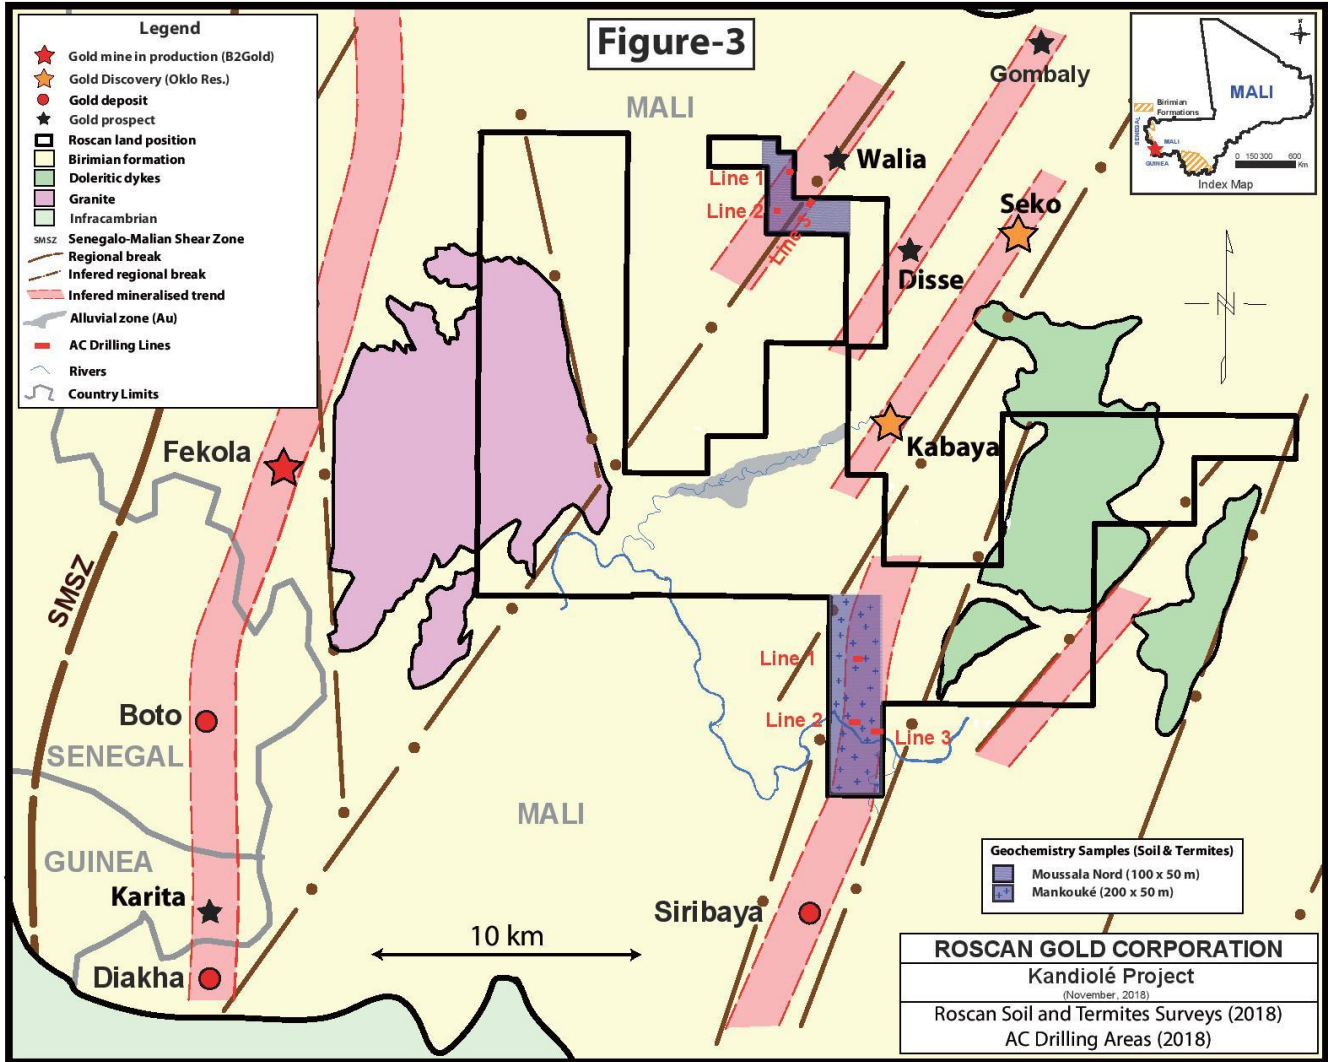 Figure-3
Legend
Gold mine in production (B2Gold)
Gold Discovery (Oklo Res.)
Gold deposit
Gold prospect
Roscan land position
Birimian formation
Doleritic dykes
Granite
Infracambrian
SMSZ Senegalo-Malian Shear Zone
Regional break
Infered regional break
Infered mineralised trend
Alluvial zone (Au)
AC Drilling Lines
Rivers
Country Limits
MALI
Gombaly
Walia
Line 1
Line 2
Line 3
Seko
Disse
Kabaya
Fekola
SMSZ
Boto
SENEGAL
GUINEA
Karita
Diakha
MALI
Line 1
Line 2
Line 3
Siribaya
10 km
N
MALI
Birimian
Formations
SENEGAL
MALI
GUINEA
0 150 300 600
Km
Index Map
Geochemistry Samples (Soil & Termites)
Moussala Nord (100 x 50 m)
Mankouké (200 x 50 m)
ROSCAN GOLD CORPORATION
Kandiolé Project
(November, 2018)
Roscan Soil and Termites Surveys (2018)
AC Drilling Areas (2018)